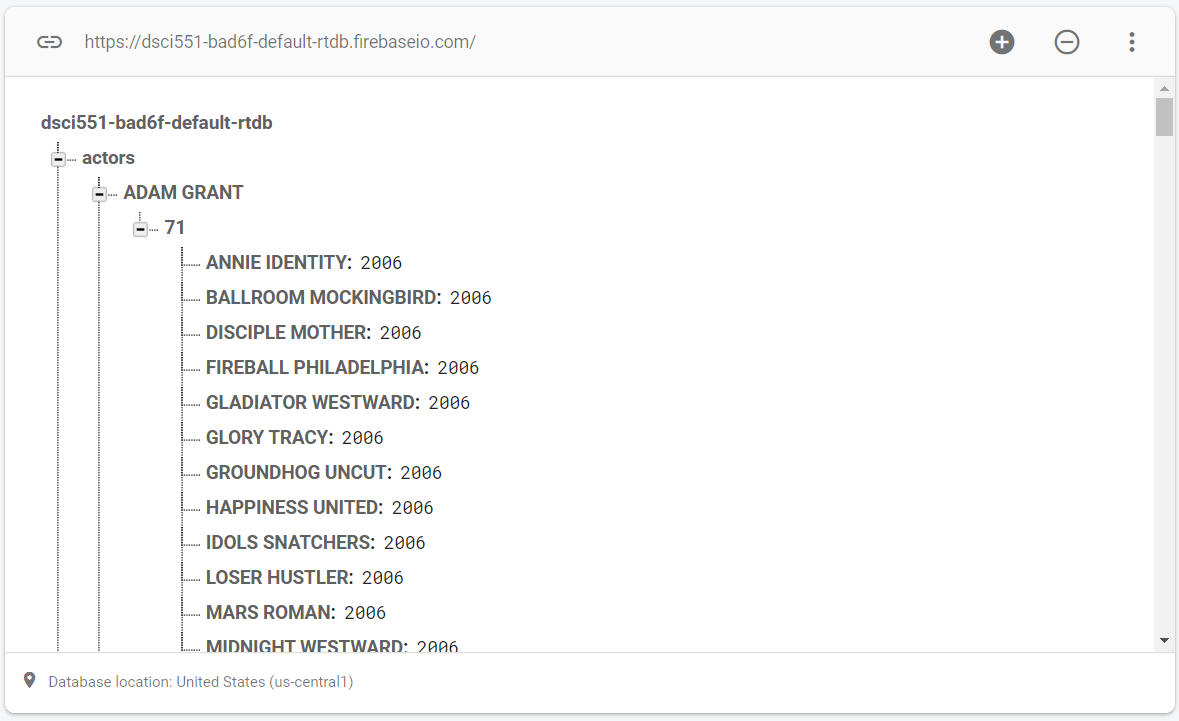 https://dsci551-bad6f-default-rtdb.firebaseio.com/
dsci551-bad6f-default-rtdb
actors
ADAM GRANT
71
ANNIE IDENTITY: 2006
BALLROOM MOCKINGBIRD: 2006
DISCIPLE MOTHER: 2006
FIREBALL PHILADELPHIA: 2006
GLADIATOR WESTWARD: 2006
GLORY TRACY: 2006
GROUNDHOG UNCUT: 2006
HAPPINESS UNITED: 2006
IDOLS SNATCHERS: 2006
LOSER HUSTLER: 2006
MARS ROMAN: 2006
MIDNIGHT WESTWARD: 2006
Database location: United States (us-central1)